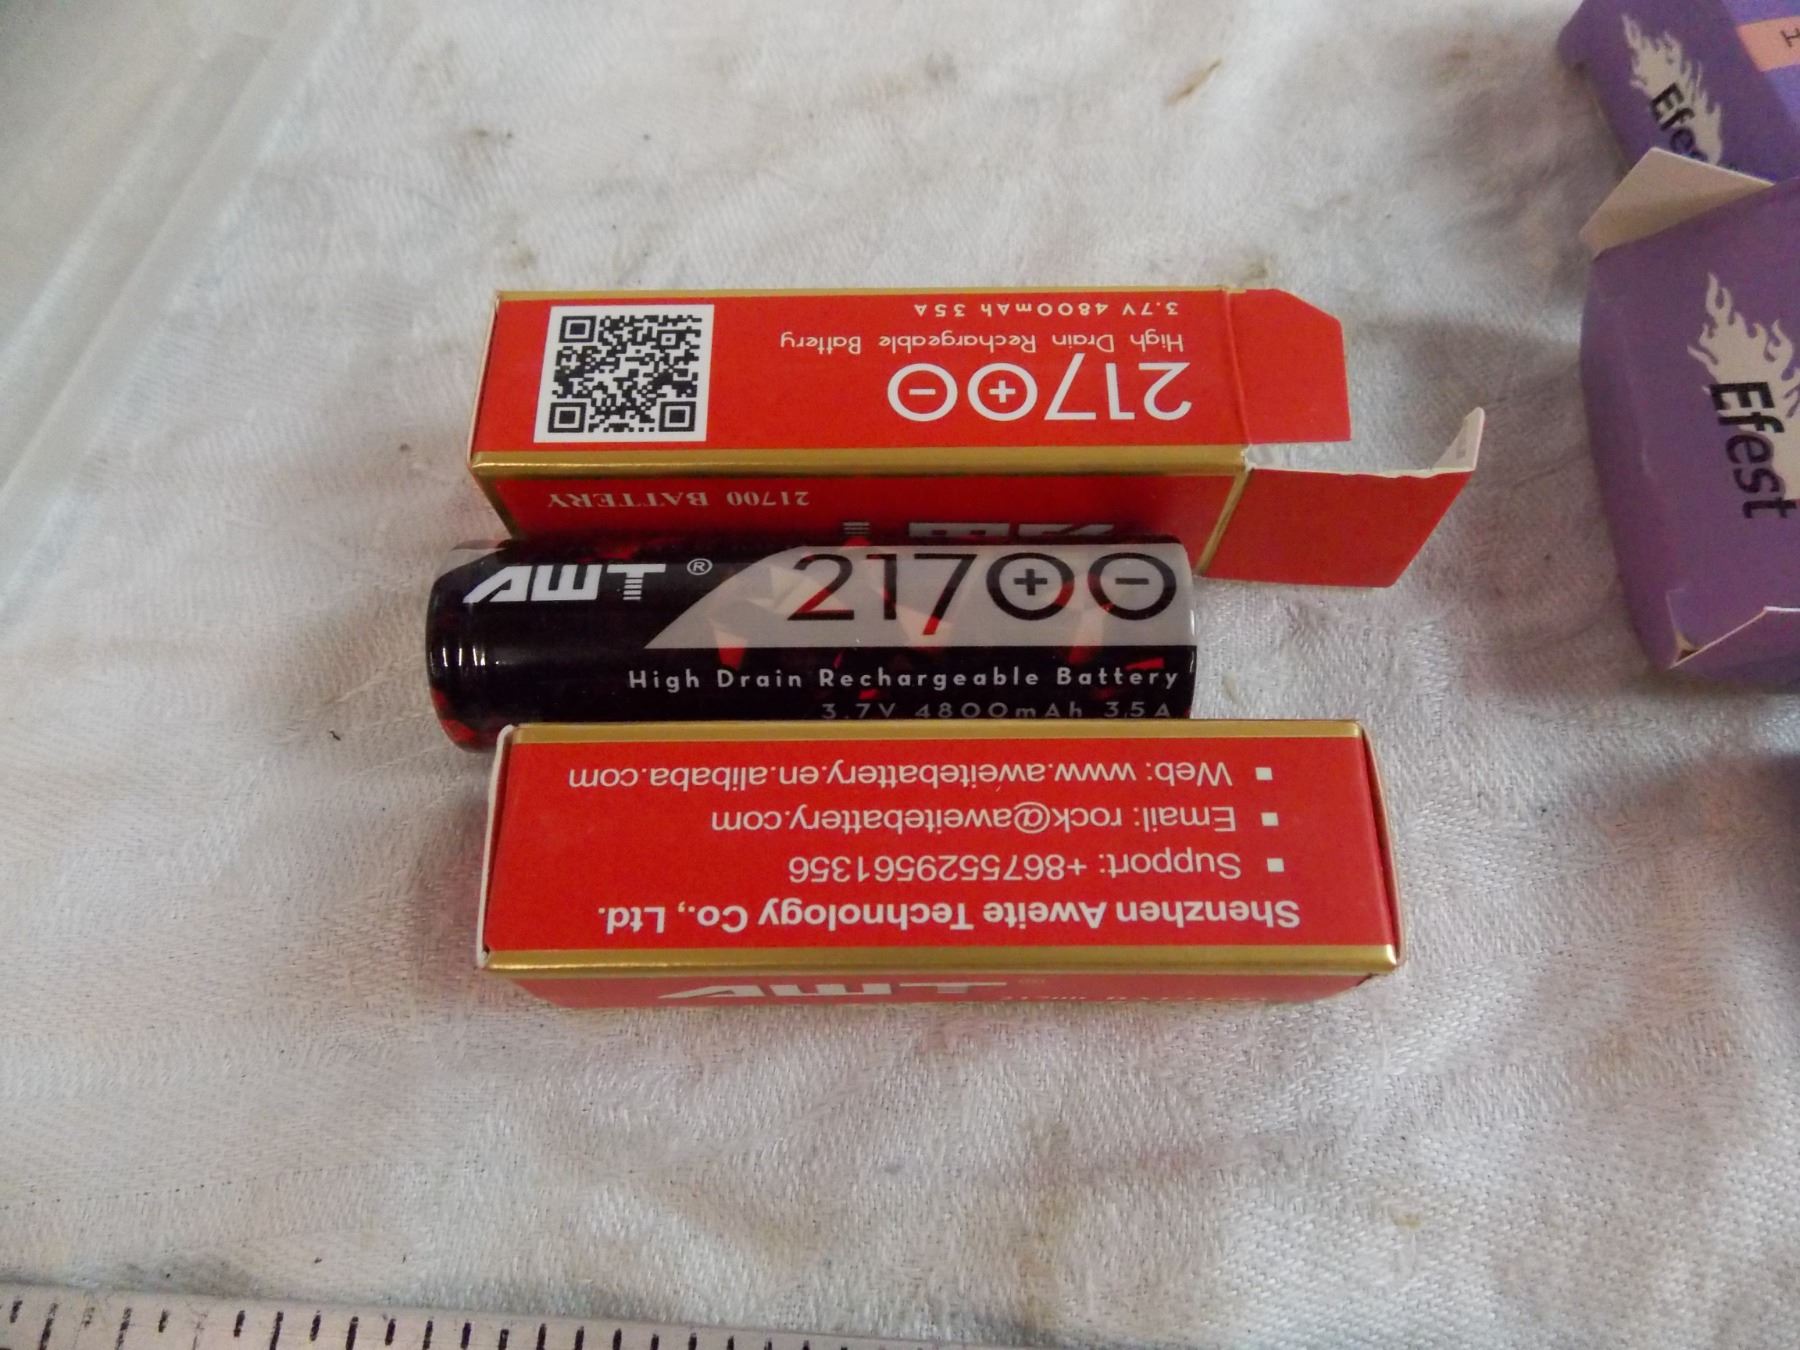 21700
High Drain Rechargeable Battery
3.7V 4800mAh 35A
21700 BATTERY
AWT ®
21700
High Drain Rechargeable Battery
3.7V 4800mAh 35A
Shenzhen Aweite Technology Co., Ltd.
▪ Support: +8675529561356
▪ Email: rock@aweitebattery.com
▪ Web: www.aweitebattery.en.alibaba.com
AWT ®
Efest
Efest